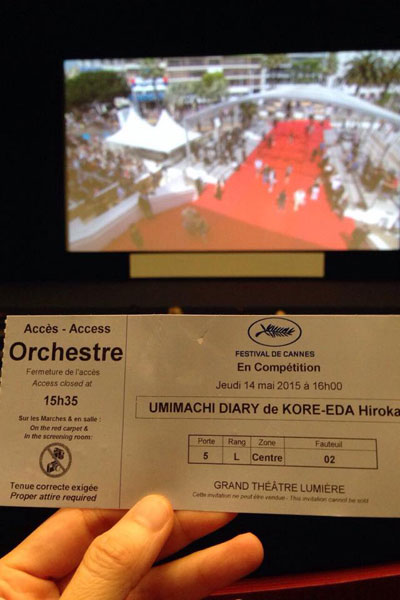 Accès - Access
Orchestre
Fermeture de l'accès
Access closed at
15h35
Sur les Marches & en salle :
On the red carpet &
In the screening room:
Tenue correcte exigée
Proper attire required
FESTIVAL DE CANNES
En Compétition
Jeudi 14 mai 2015 à 16h00
UMIMACHI DIARY de KORE-EDA Hiroka
Porte Rang Zone Fauteuil
5 L Centre 02
GRAND THÉÂTRE LUMIÈRE
Cette invitation ne peut être vendue - This invitation cannot be sold